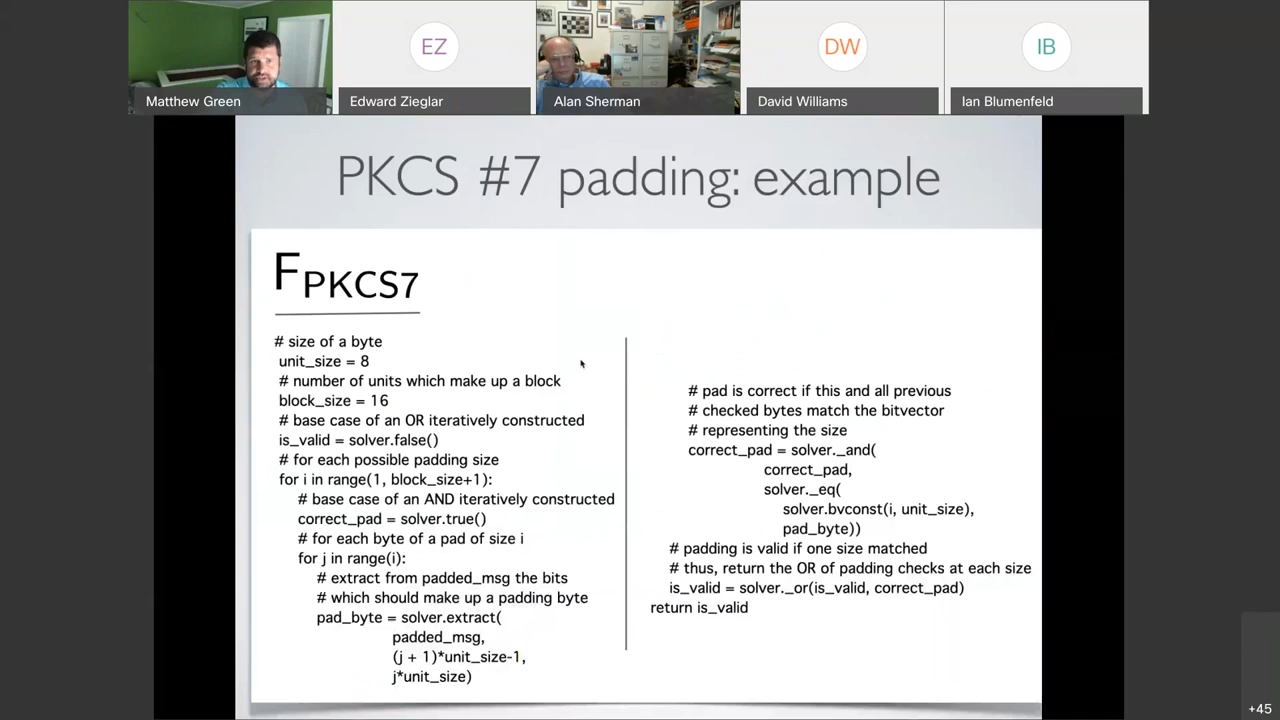 EZ
DW
IB
Matthew Green
Edward Zieglar
Alan Sherman
David Williams
Ian Blumenfeld
PKCS #7 padding: example
FPKCS7
# size of a byte
unit_size = 8
# number of units which make up a block
block_size = 16
# base case of an OR iteratively constructed
is_valid = solver.false()
# for each possible padding size
for i in range(1, block_size+1):
# base case of an AND iteratively constructed
correct_pad = solver.true()
# for each byte of a pad of size i
for j in range(i):
# extract from padded_msg the bits
# which should make up a padding byte
pad_byte = solver.extract(
padded_msg,
(j + 1)*unit_size-1,
j*unit_size)
# pad is correct if this and all previous
# checked bytes match the bitvector
# representing the size
correct_pad = solver._and(
correct_pad,
solver._eq(
solver.bvconst(i, unit_size),
pad_byte))
# padding is valid if one size matched
# thus, return the OR of padding checks at each size
is_valid = solver._or(is_valid, correct_pad)
return is_valid
+45